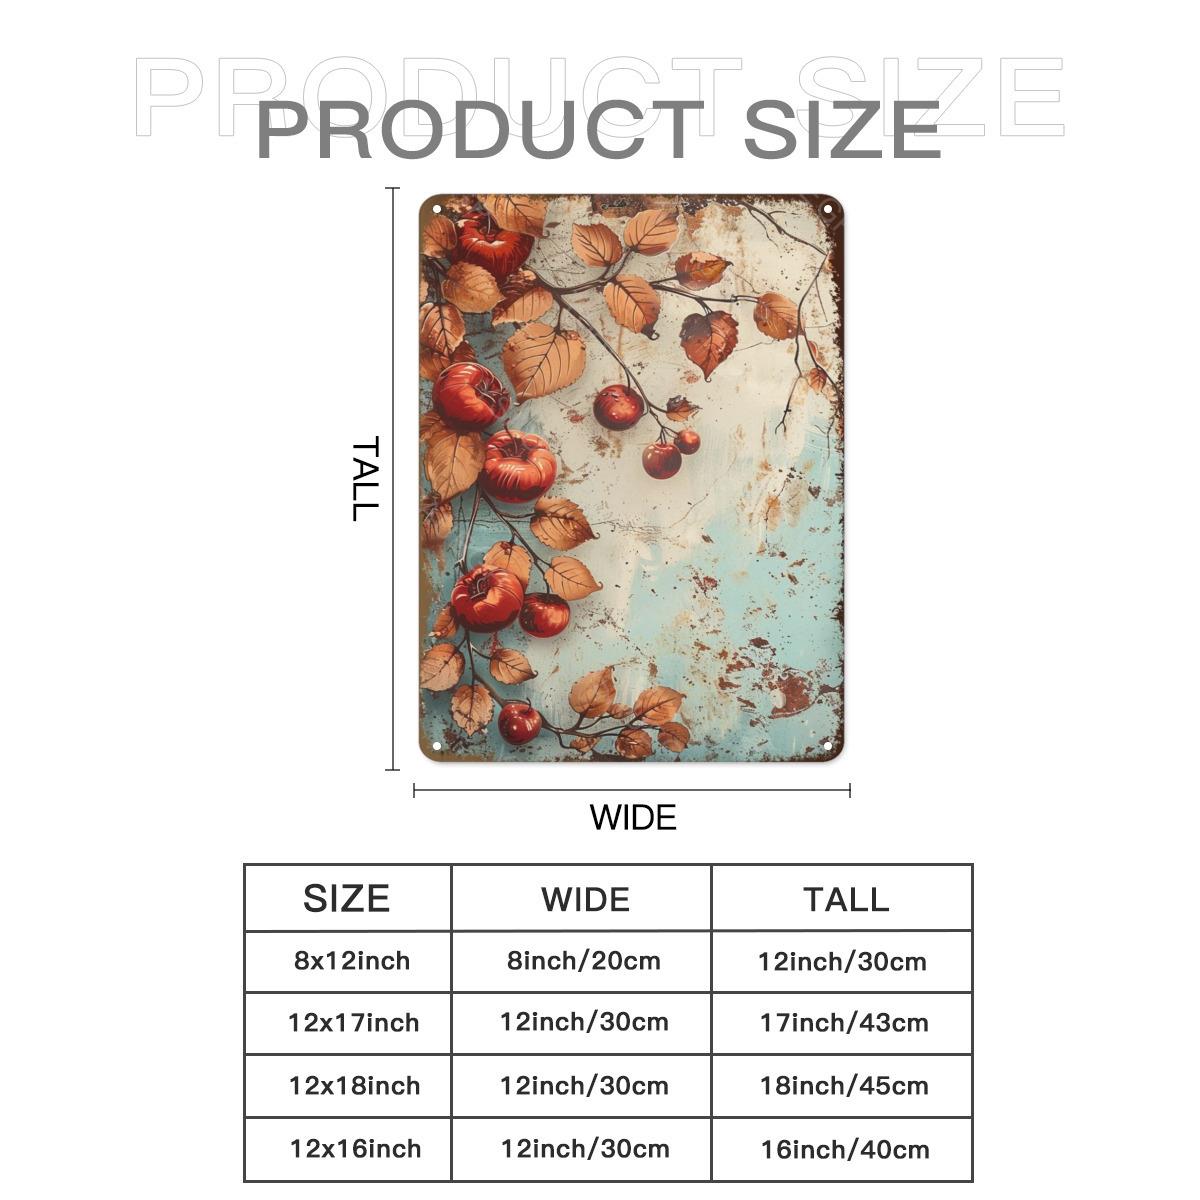 PRODUCT SIZE
PRODUCT SIZE
TALL
WIDE
SIZE WIDE TALL
8x12inch 8inch/20cm 12inch/30cm
12x17inch 12inch/30cm 17inch/43cm
12x18inch 12inch/30cm 18inch/45cm
12x16inch 12inch/30cm 16inch/40cm